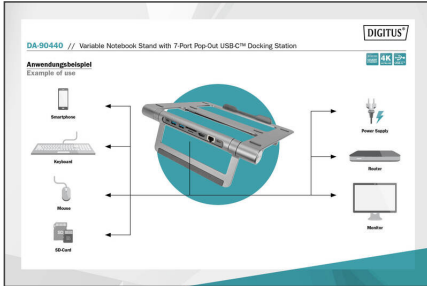 DIGITUS®
DA-90440 // Variable Notebook Stand with 7-Port Pop-Out USB-C™ Docking Station
4K
Anwendungsbeispiel
Example of use
Smartphone
Keyboard
Mouse
SD-Card
Power Supply
Router
Monitor